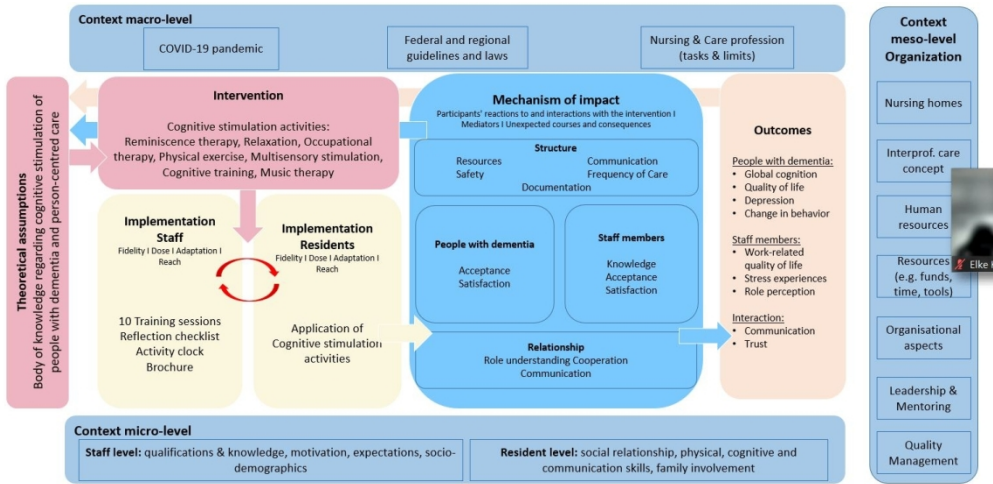 Context macro-level
COVID-19 pandemic
Federal and regional
guidelines and laws
Nursing & Care profession
(tasks & limits)
Theoretical assumptions
Body of knowledge regarding cognitive stimulation of
people with dementia and person-centred care
Intervention
Cognitive stimulation activities:
Reminiscence therapy, Relaxation, Occupational
therapy, Physical exercise, Multisensory stimulation,
Cognitive training, Music therapy
Implementation
Staff
Fidelity I Dose I Adaptation I
Reach
10 Training sessions
Reflection checklist
Activity clock
Brochure
Implementation
Residents
Fidelity I Dose I Adaptation I
Reach
Application of
Cognitive stimulation
activities
Mechanism of impact
Participants' reactions to and interactions with the intervention I
Mediators I Unexpected courses and consequences
Structure
Resources
Communication
Safety
Frequency of Care
Documentation
People with dementia
Acceptance
Satisfaction
Staff members
Knowledge
Acceptance
Satisfaction
Relationship
Role understanding Cooperation
Communication
Outcomes
People with dementia:
• Global cognition
• Quality of life
• Depression
• Change in behavior
Staff members:
• Work-related
quality of life
• Stress experiences
• Role perception
Interaction:
• Communication
• Trust
Context micro-level
Staff level: qualifications & knowledge, motivation, expectations, socio-
demographics
Resident level: social relationship, physical, cognitive and
communication skills, family involvement
Context
meso-level
Organization
Nursing homes
Interprof. care
concept
Human
resources
Resources
(e.g. funds,
time, tools)
Organisational
aspects
Leadership &
Mentoring
Quality
Management
Elke